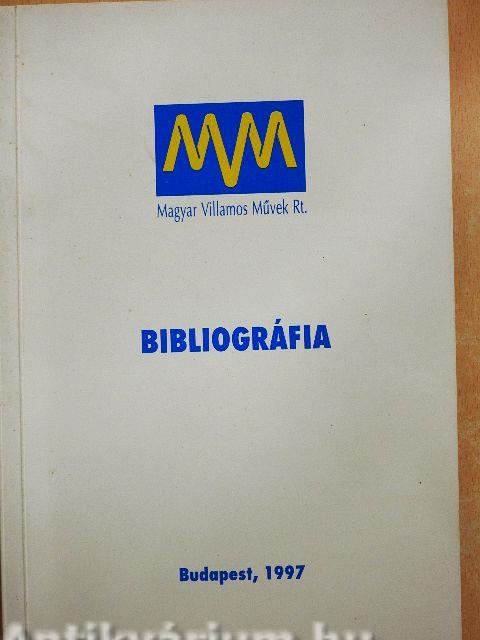 MVM
Magyar Villamos Művek Rt.
BIBLIOGRÁFIA
Budapest, 1997
Antikvárium.hu